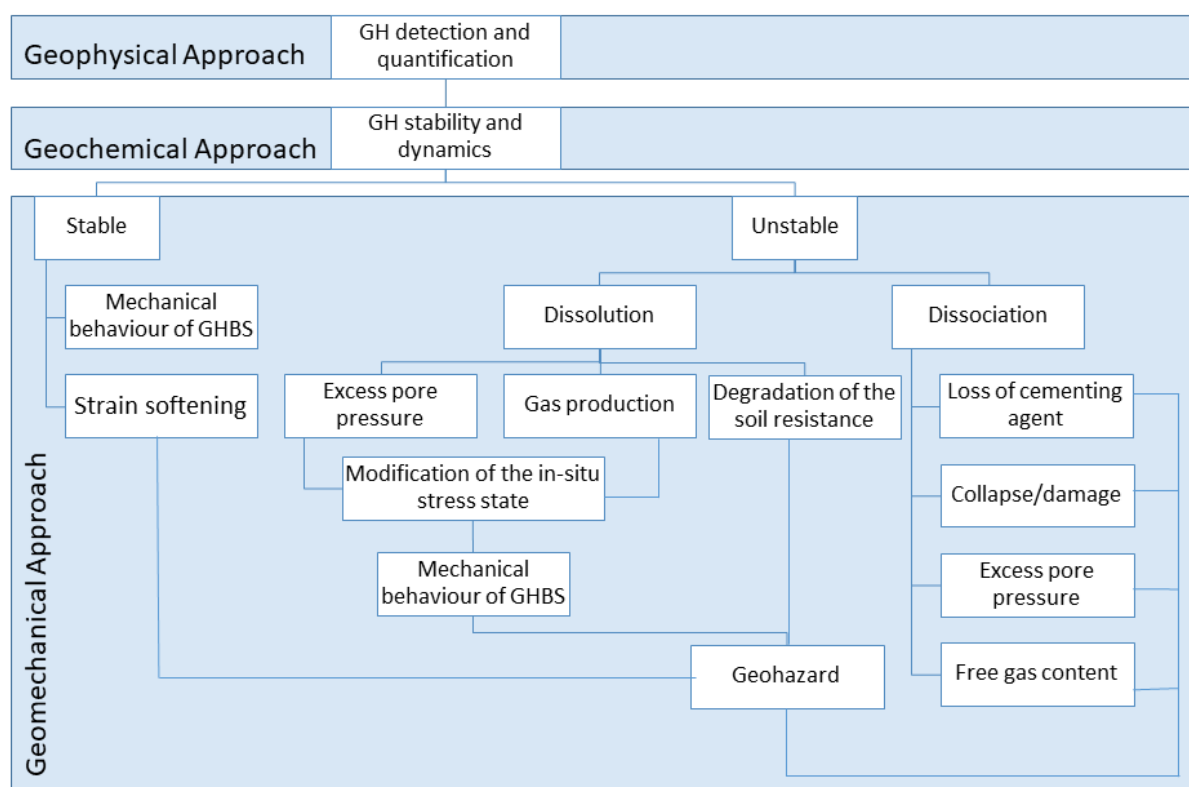 Geophysical Approach
GH detection and
quantification
Geochemical Approach
GH stability and
dynamics
Geomechanical Approach
Stable
Unstable
Mechanical
behaviour of GHBS
Strain softening
Dissolution
Dissociation
Excess pore
pressure
Gas production
Degradation of the
soil resistance
Modification of the in-situ
stress state
Mechanical
behaviour of GHBS
Loss of cementing
agent
Collapse/damage
Excess pore
pressure
Free gas content
Geohazard